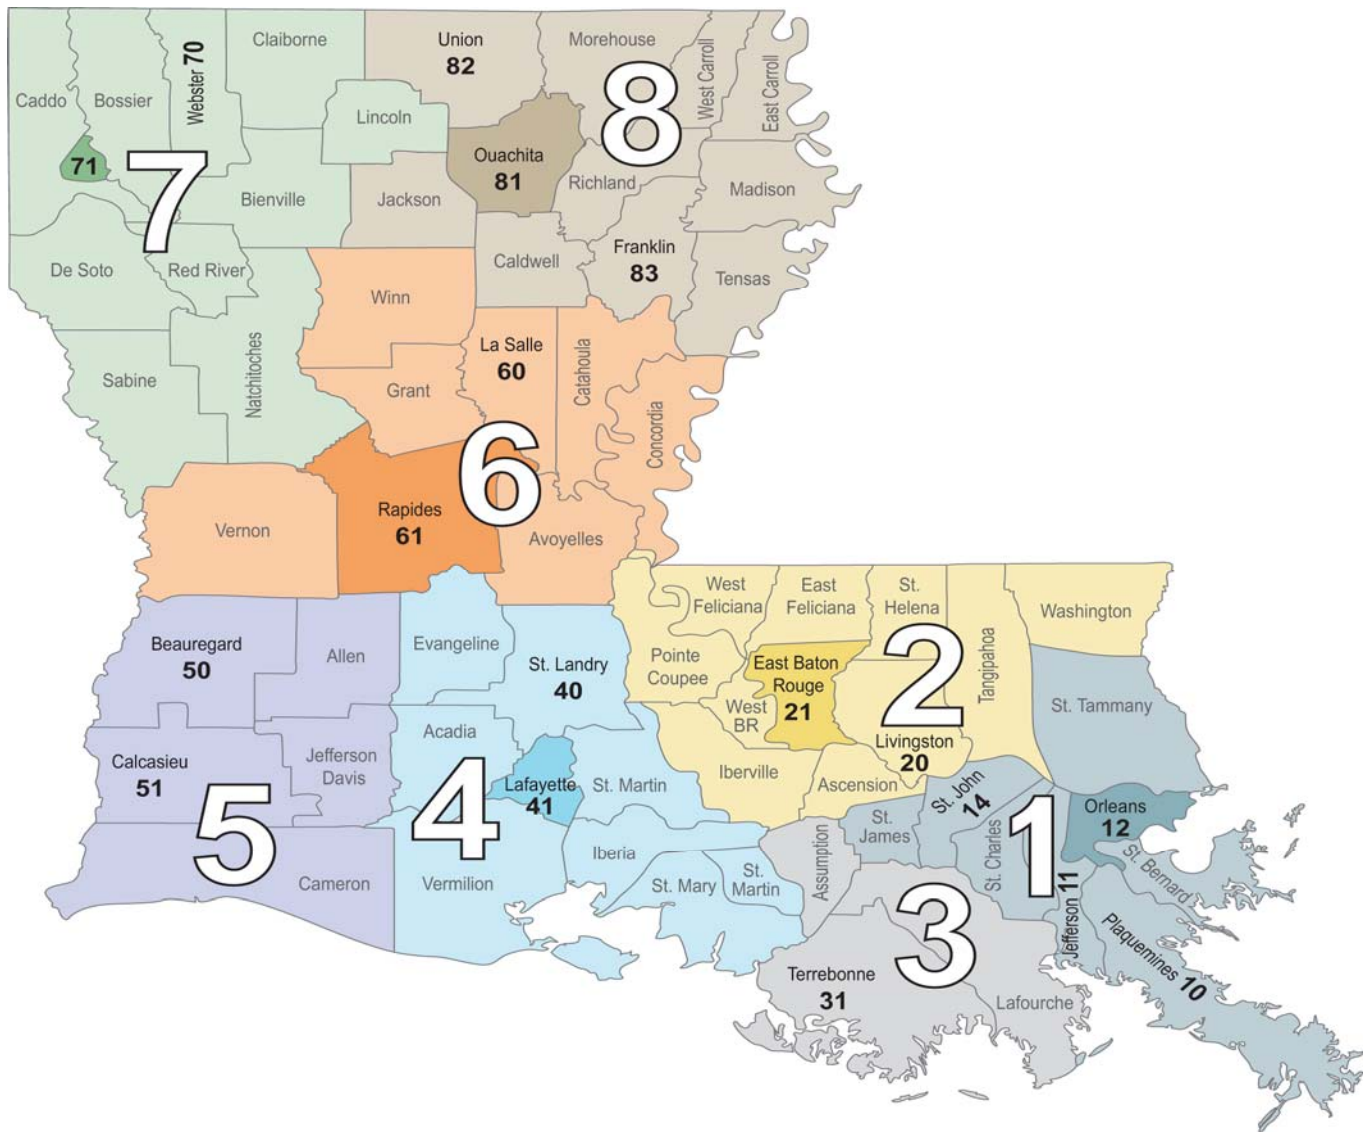 Claiborne
Union
82
Morehouse
West Carroll
East Carroll
Webster 70
Caddo
Bossier
Lincoln
8
71
7
Ouachita
81
Richland
Madison
Bienville
Jackson
Franklin
83
Caldwell
Tensas
De Soto
Red River
Winn
Natchitoches
La Salle
60
Catahoula
Sabine
Grant
Concordia
6
Rapides
61
Vernon
Avoyelles
West
Feliciana
East
Feliciana
St.
Helena
Washington
Tangipahoa
2
Beauregard
50
Allen
Evangeline
St. Landry
40
Pointe
Coupee
East Baton
Rouge
21
West
BR
St. Tammany
Acadia
Livingston
20
Calcasieu
51
Jefferson
Davis
Iberville
Ascension
5
4
Lafayette
41
St. Martin
St. John
14
St.
James
1
Orleans
12
St. Charles
St. Bernard
Assumption
Iberia
Cameron
Vermilion
St. Mary
St.
Martin
Jefferson 11
Plaquemines 10
3
Terrebonne
31
Lafourche